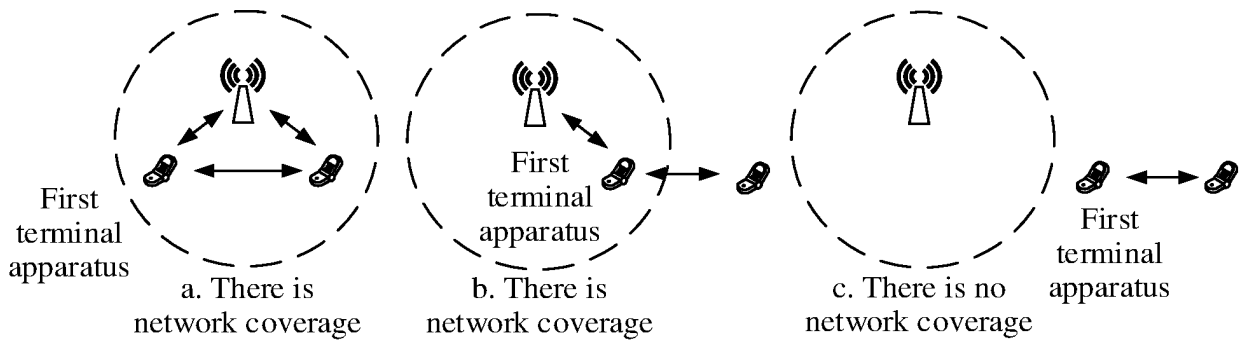 First
terminal
apparatus
a. There is
network coverage
First
terminal
apparatus
b. There is
network coverage
c. There is no
network coverage
First
terminal
apparatus